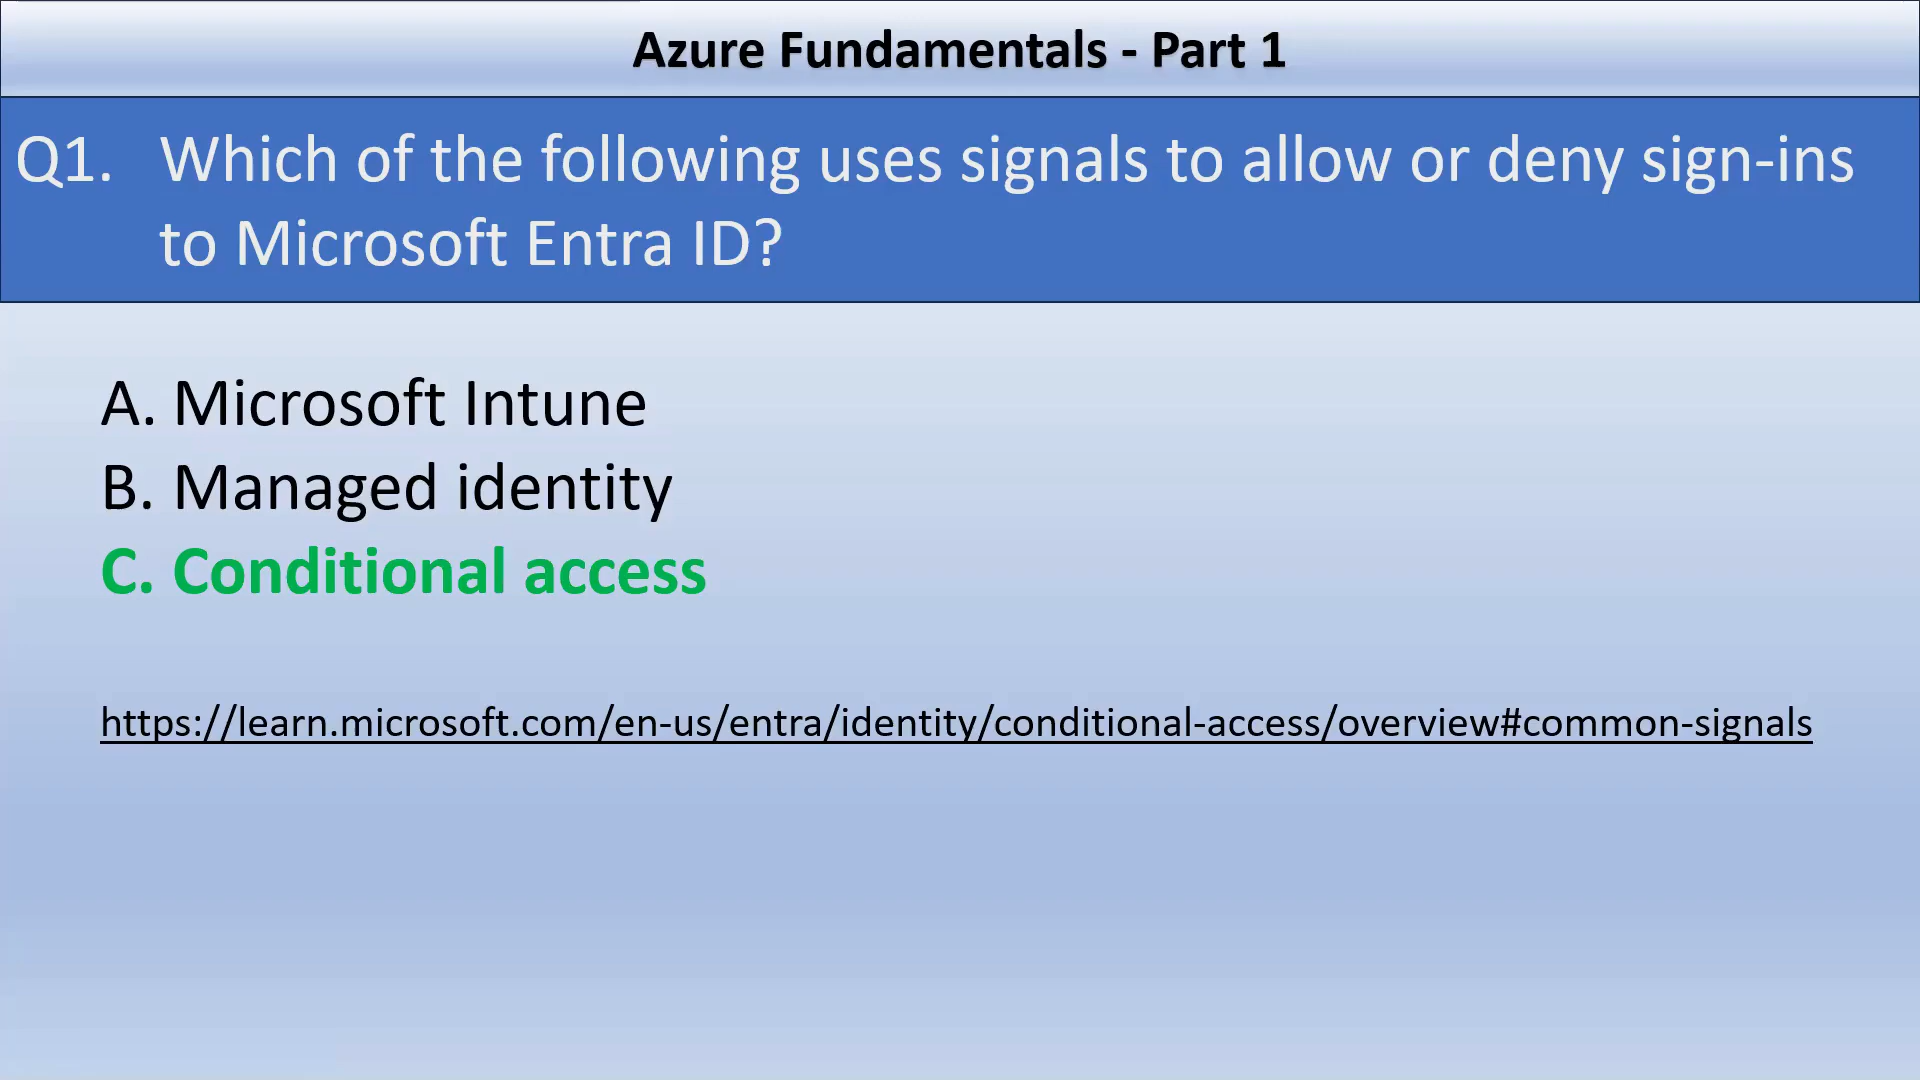 Azure Fundamentals - Part 1
Q1. Which of the following uses signals to allow or deny sign-ins
to Microsoft Entra ID?
A. Microsoft Intune
B. Managed identity
C. Conditional access
https://learn.microsoft.com/en-us/entra/identity/conditional-access/overview#common-signals